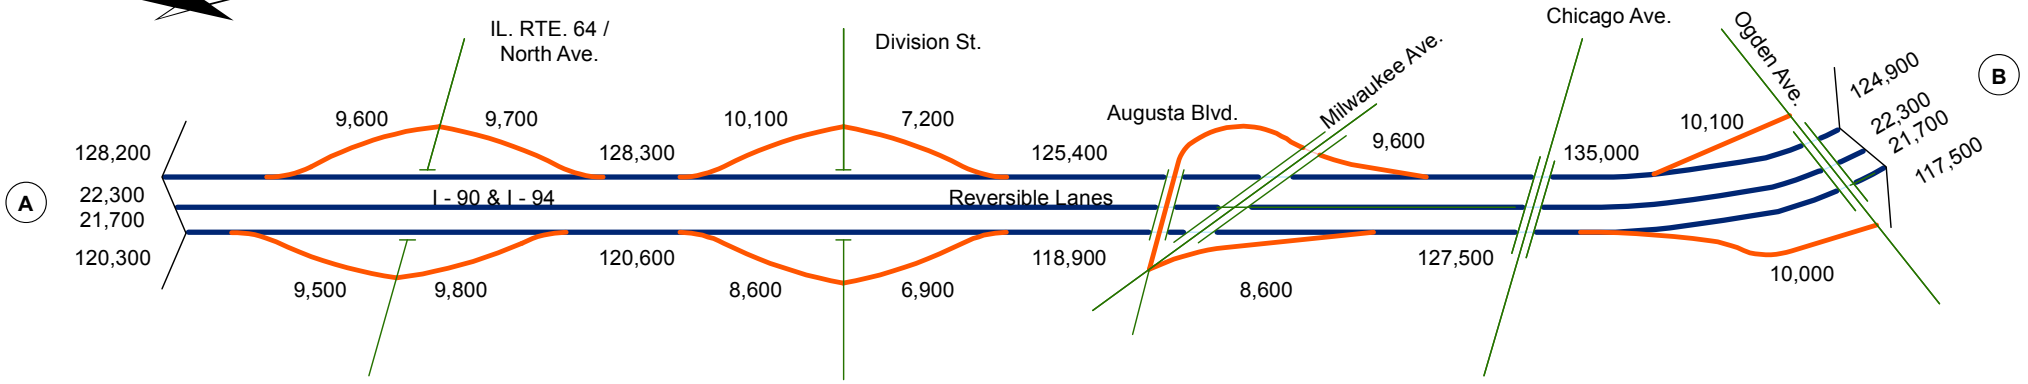 IL. RTE. 64 /
North Ave.
Division St.
Augusta Blvd.
Milwaukee Ave.
Chicago Ave.
Ogden Ave.
B
124,900
22,300
21,700
117,500
9,600
9,700
10,100
7,200
9,600
10,100
128,200
128,300
125,400
135,000
A
22,300
21,700
I - 90 & I - 94
Reversible Lanes
120,300
120,600
118,900
127,500
9,500
9,800
8,600
6,900
8,600
10,000